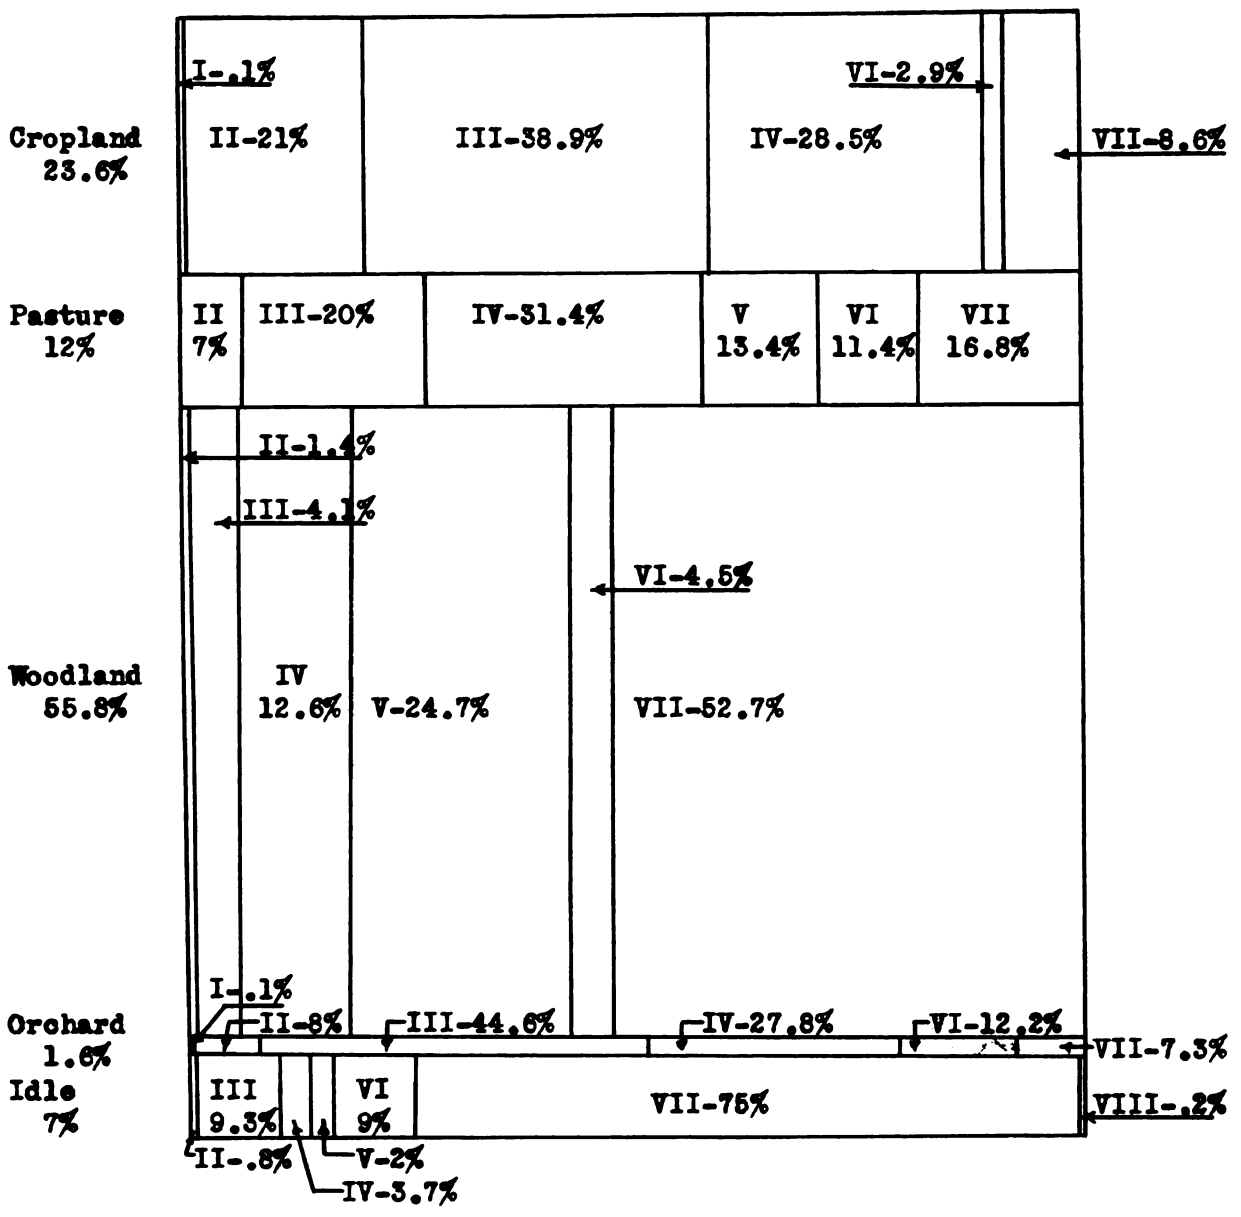 I-.1%
VI-2.9%
Cropland
23.6%
II-21%
III-38.9%
IV-28.5%
VII-8.6%
Pasture
12%
II
7%
III-20%
IV-31.4%
V
13.4%
VI
11.4%
VII
16.8%
II-1.4%
III-4.1%
VI-4.5%
Woodland
55.8%
IV
12.6%
V-24.7%
VII-52.7%
I-.1%
Orchard
1.6%
II-8%
III-44.6%
IV-27.8%
VI-12.2%
VII-7.3%
Idle
7%
III
9.3%
VI
9%
VII-75%
VIII-.2%
II-.8%
V-2%
IV-3.7%